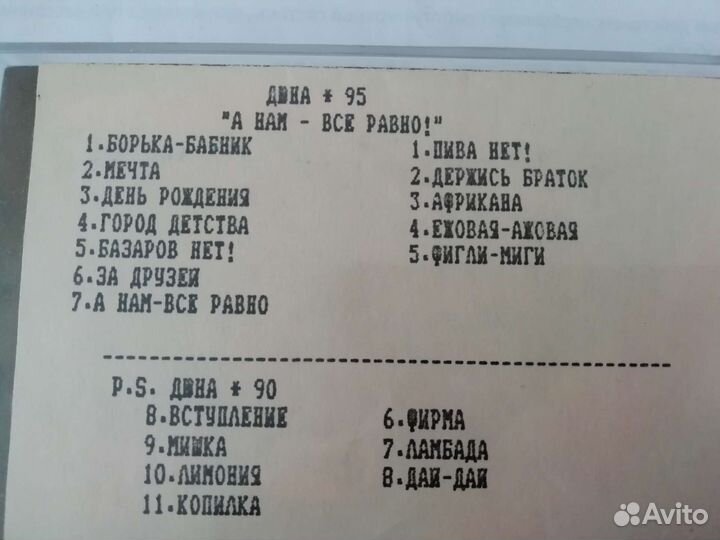 ДЮНА * 95
"А НАМ - ВСЕ РАВНО!"
1.БОРЬКА-БАБНИК
2.МЕЧТА
3.ДЕНЬ РОЖДЕНИЯ
4.ГОРОД ДЕТСТВА
5.БАЗАРОВ НЕТ!
6.ЗА ДРУЗЕЙ
7.А НАМ-ВСЕ РАВНО
1.ПИВА НЕТ!
2.ДЕРЖИСЬ БРАТОК
3.АФРИКАНА
4.ЕЖОВАЯ-АЖОВАЯ
5.ФИГЛИ-МИГИ
P.S. ДЮНА * 90
8.ВСТУПЛЕНИЕ
9.МИШКА
10.ЛИМОНИЯ
11.КОПИЛКА
6.ФИРМА
7.ЛАМБАДА
8.ДАЙ-ДАЙ
Avito